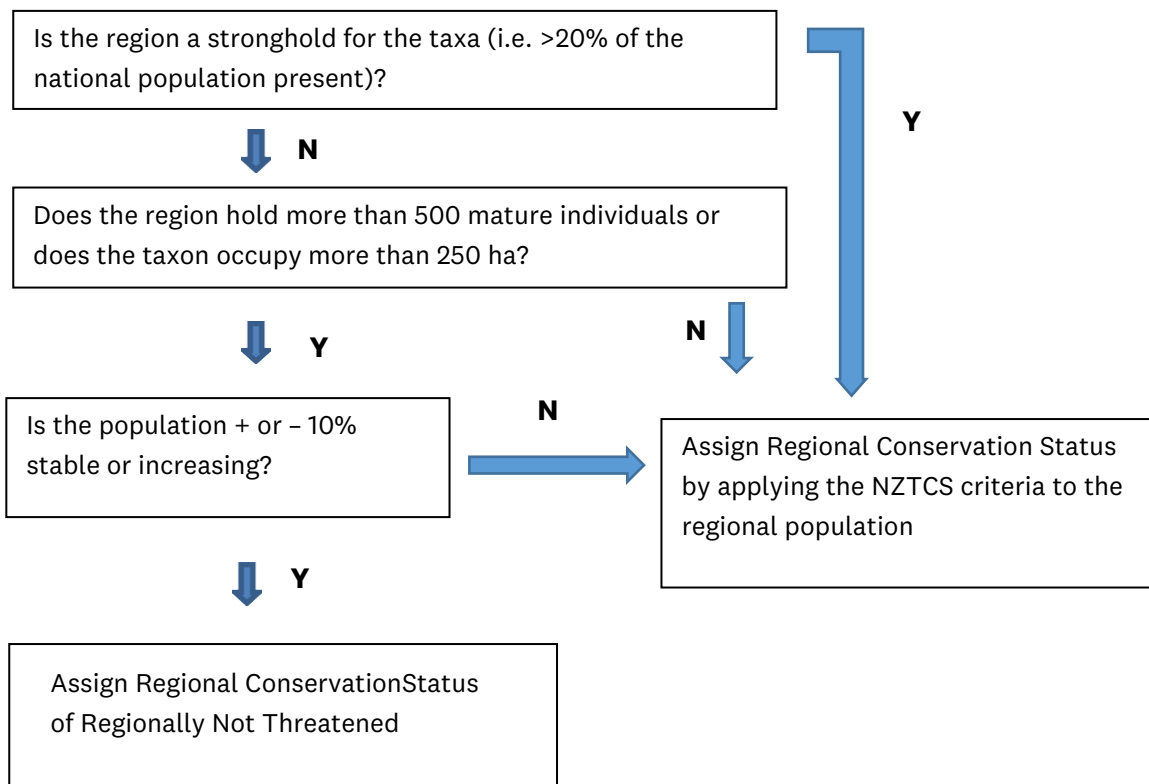 Is the region a stronghold for the taxa (i.e. >20% of the
national population present)?
Y
N
Does the region hold more than 500 mature individuals or
does the taxon occupy more than 250 ha?
N
Y
Is the population + or – 10%
stable or increasing?
N
Assign Regional Conservation Status
by applying the NZTCS criteria to the
regional population
Y
Assign Regional ConservationStatus
of Regionally Not Threatened